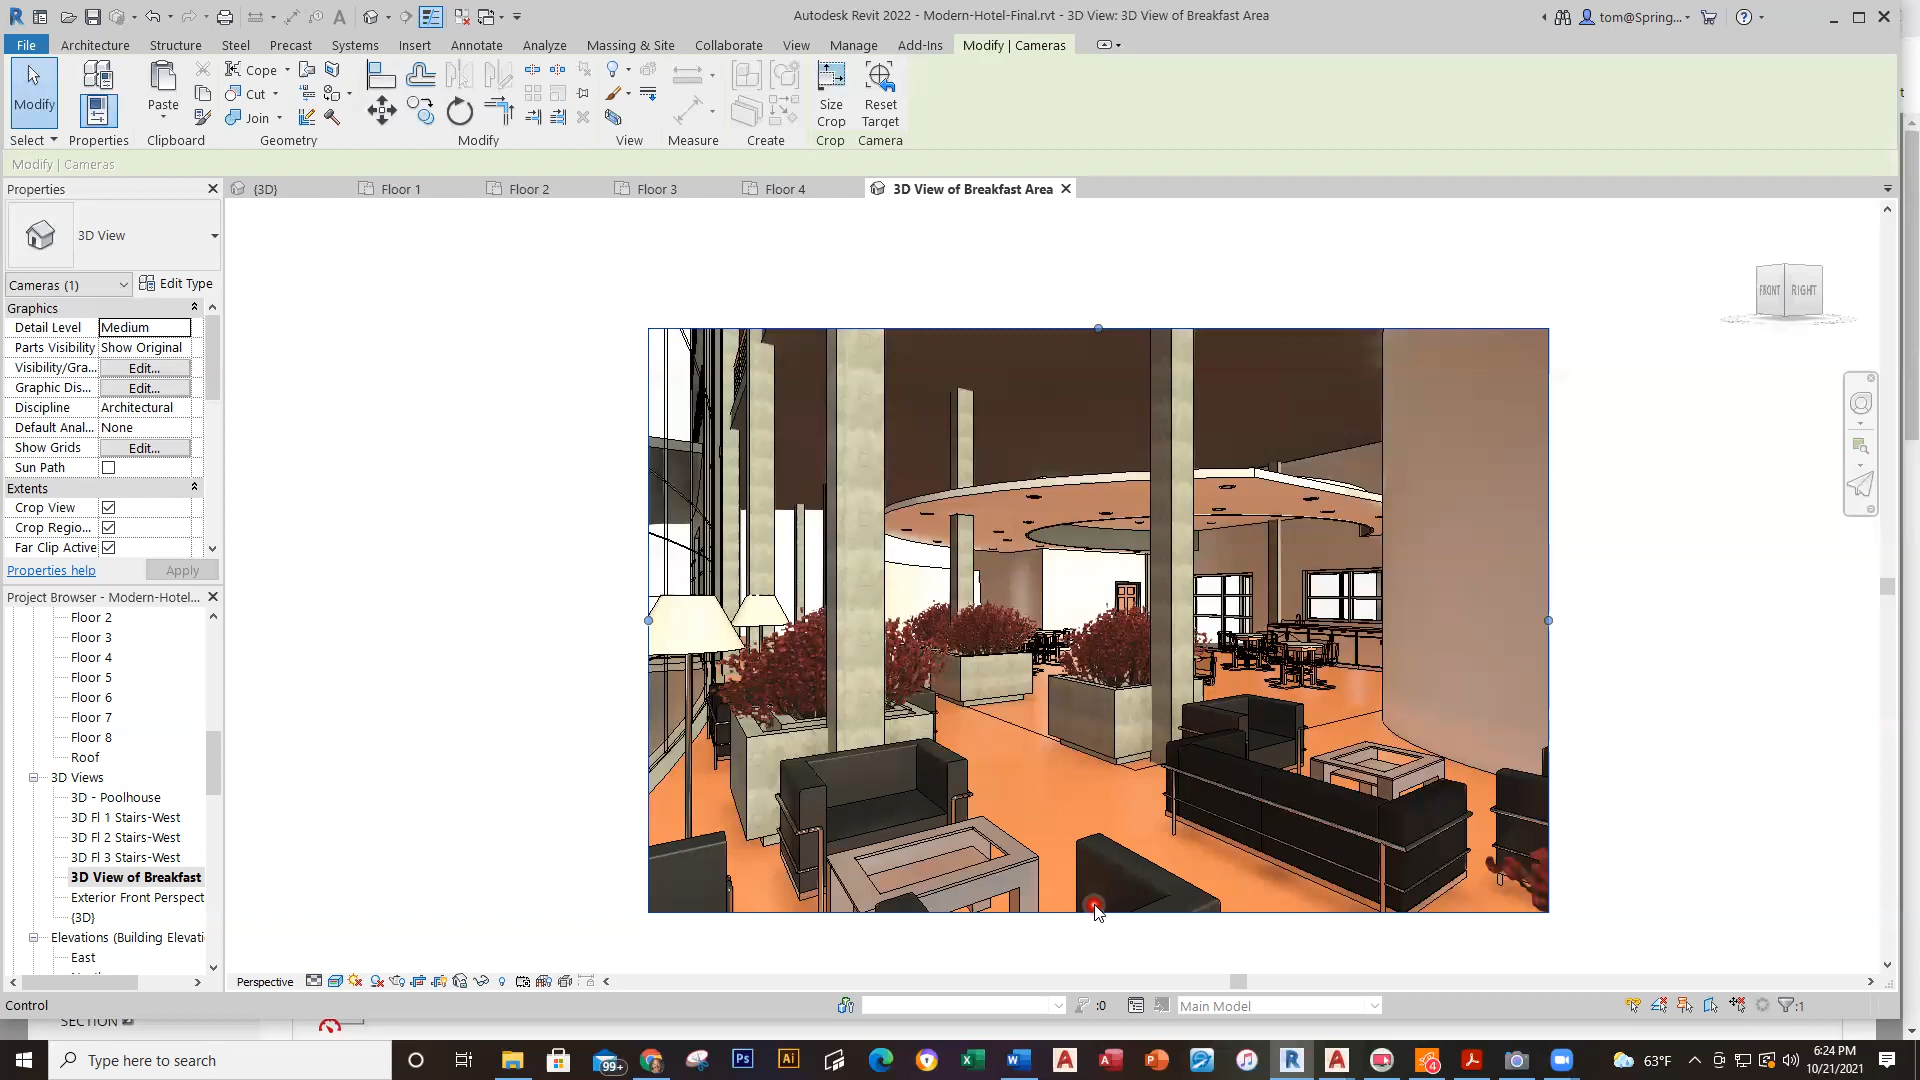 Autodesk Revit 2022 - Modern-Hotel-Final.rvt - 3D View: 3D View of Breakfast Area
tom@Spring...
File Architecture Structure Steel Precast Systems Insert Annotate Analyze Massing & Site Collaborate View Manage Add-Ins Modify | Cameras
Modify
Paste
Cope
Cut
Join
Size Crop
Reset Target
Select Properties Clipboard Geometry Modify View Measure Create Crop Camera
Modify | Cameras
Properties
{3D} Floor 1 Floor 2 Floor 3 Floor 4 3D View of Breakfast Area
3D View
Cameras (1) Edit Type
Graphics
Detail Level Medium
Parts Visibility Show Original
Visibility/Gra... Edit...
Graphic Dis... Edit...
Discipline Architectural
Default Anal... None
Show Grids Edit...
Sun Path
Extents
Crop View
Crop Regio...
Far Clip Active
Properties help Apply
FRONT RIGHT
Project Browser - Modern-Hotel...
Floor 2
Floor 3
Floor 4
Floor 5
Floor 6
Floor 7
Floor 8
Roof
3D Views
3D - Poolhouse
3D Fl 1 Stairs-West
3D Fl 2 Stairs-West
3D Fl 3 Stairs-West
3D View of Breakfast
Exterior Front Perspect
{3D}
Elevations (Building Elevati
East
Perspective
Control
:0
Main Model
:1
SECTION
Type here to search
99+
Ps
Ai
4
63°F
6:24 PM
10/21/2021